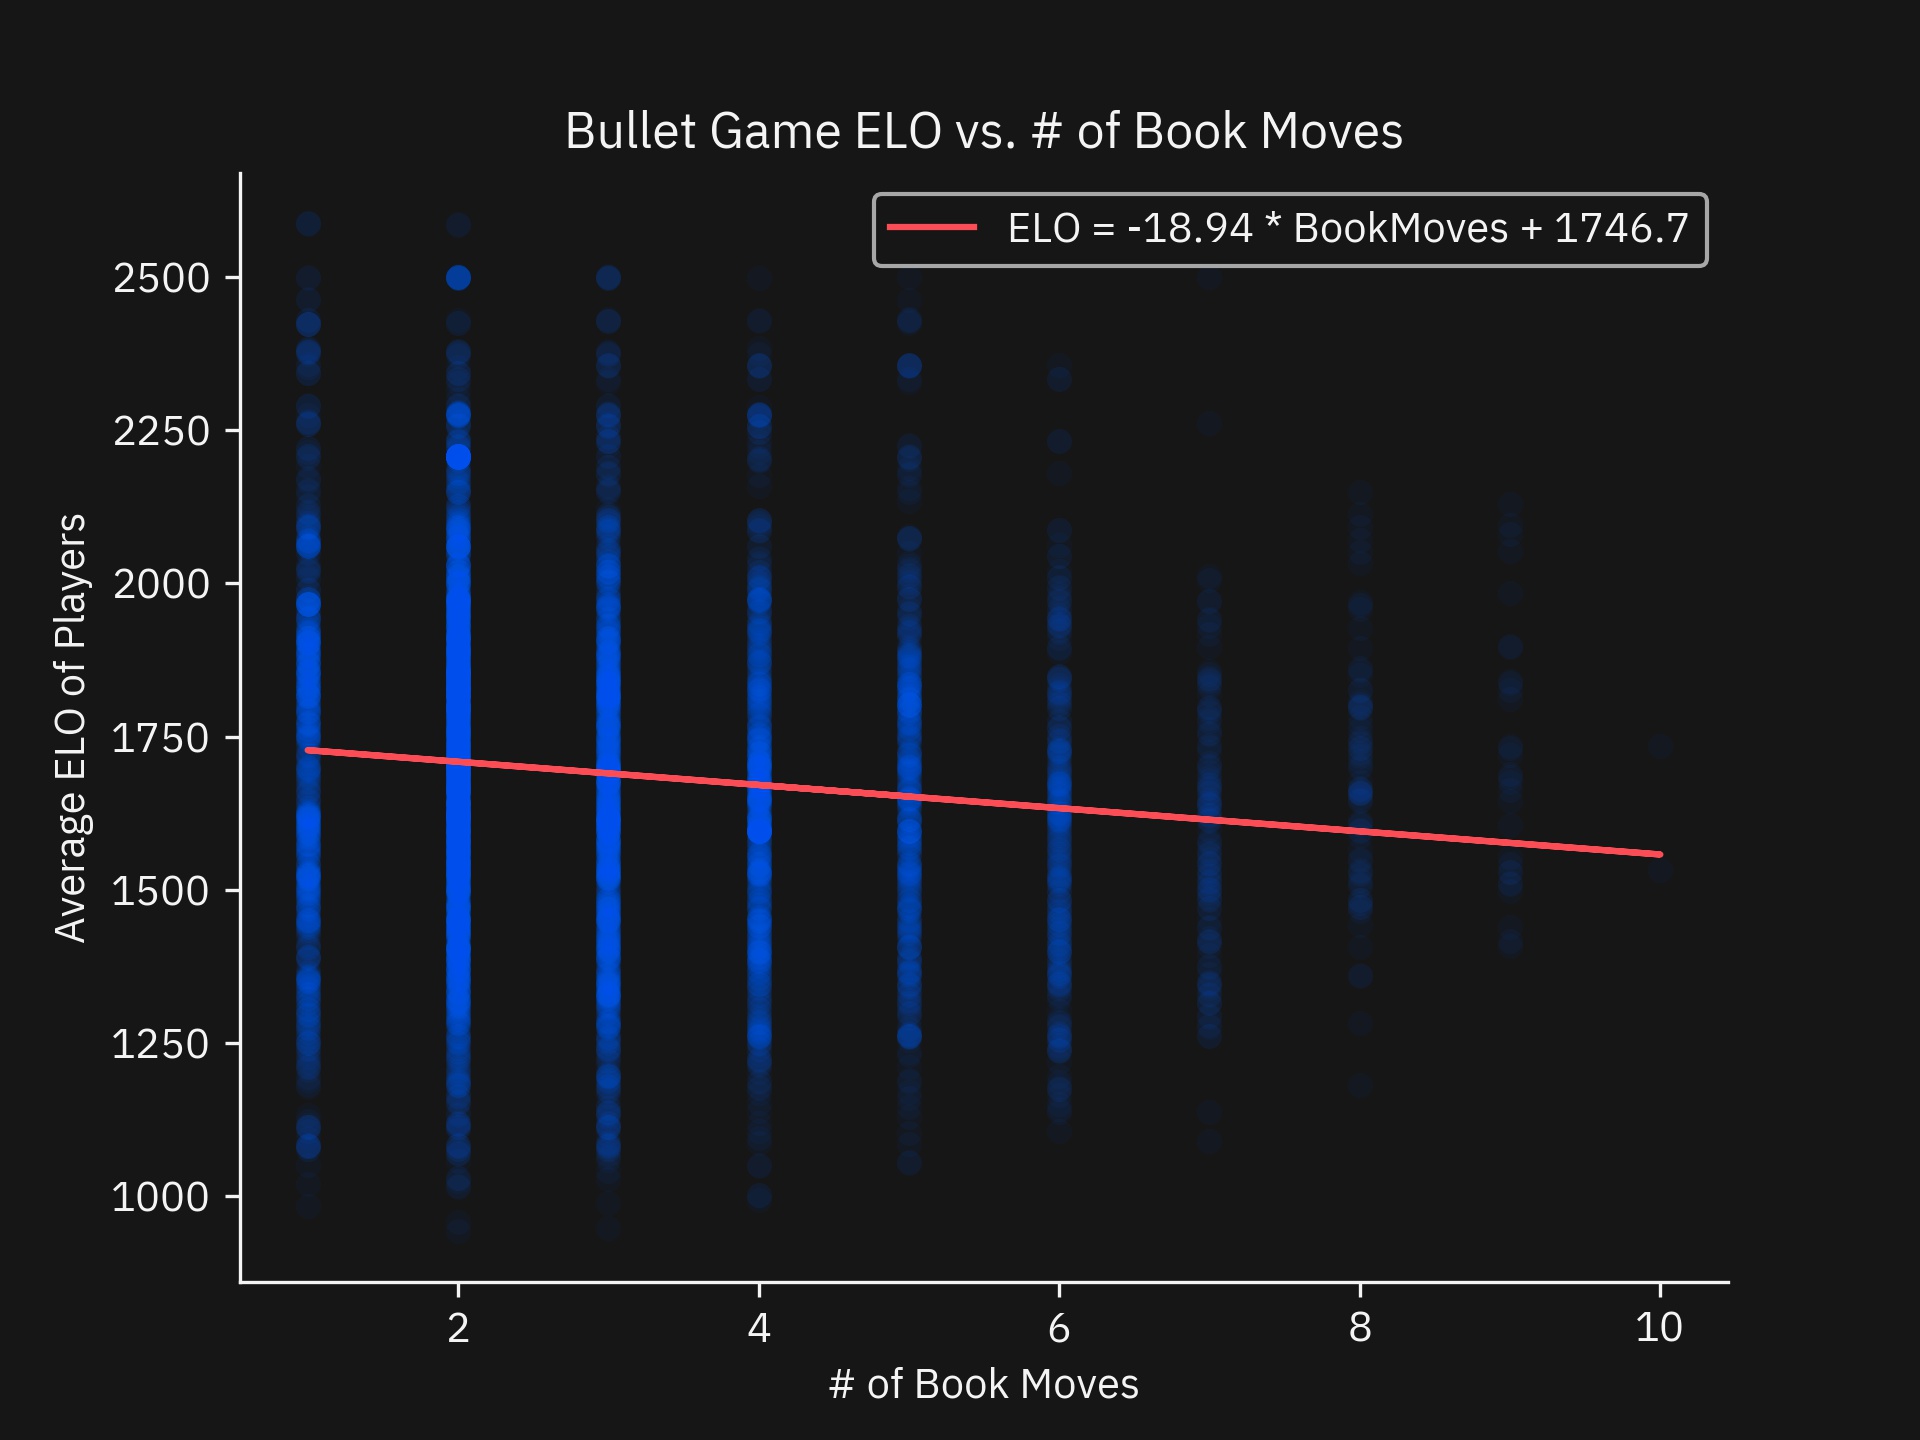 Bullet Game ELO vs. # of Book Moves
ELO = -18.94 * BookMoves + 1746.7
Average ELO of Players
2500
2250
2000
1750
1500
1250
1000
2 4 6 8 10
# of Book Moves